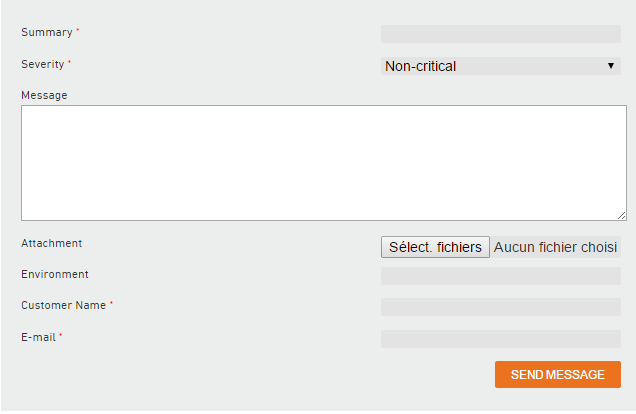 Summary *
Severity * Non-critical
Message
Attachment Sélect. fichiers Aucun fichier choisi
Environment
Customer Name *
E-mail *
SEND MESSAGE